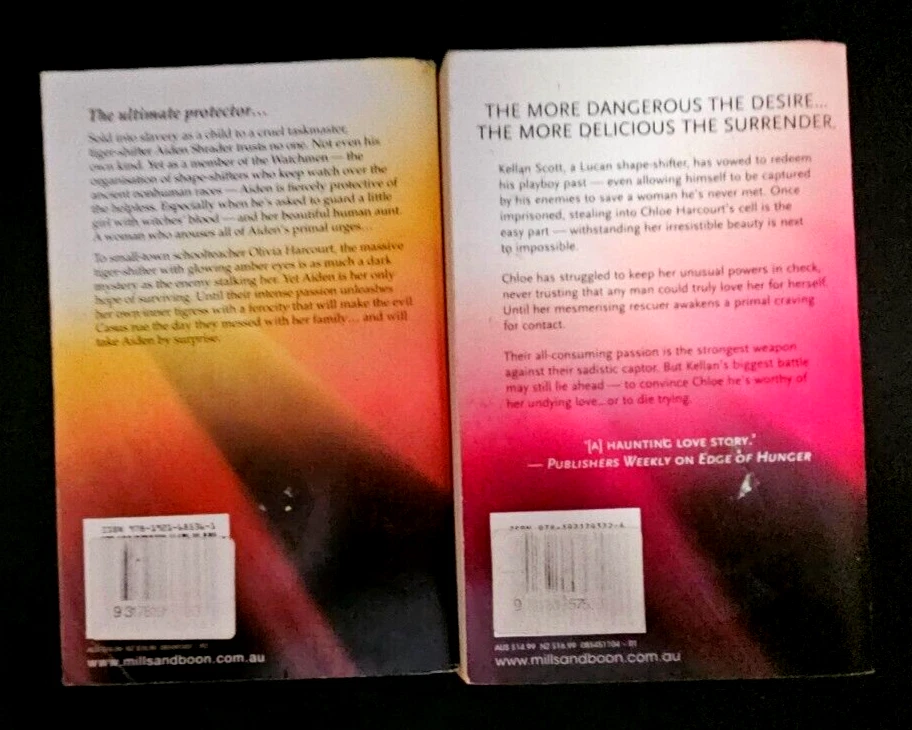 The ultimate protector...
Sold into slavery as a child to a cruel taskmaster,
tiger-shifter Aiden Shrader trusts no one. Not even his
own kind. Yet as a member of the Watchmen — the
organisation of shape-shifters who keep watch over the
ancient nonhuman races — Aiden is fiercely protective of
the helpless. Especially when he's asked to guard a little
girl with witches' blood — and her beautiful human aunt.
A woman who arouses all of Aiden's primal urges...
To small-town schoolteacher Olivia Harcourt, the massive
tiger-shifter with glowing amber eyes is as much a dark
mystery as the enemy stalking her. Yet Aiden is her only
hope of surviving. Until their intense passion unleashes
her own inner tigress with a ferocity that will make the evil
Casus rue the day they messed with her family... and will
take Aiden by surprise.
www.millsandboon.com.au
THE MORE DANGEROUS THE DESIRE...
THE MORE DELICIOUS THE SURRENDER.
Kellan Scott, a Lucan shape-shifter, has vowed to redeem
his playboy past — even allowing himself to be captured
by his enemies to save a woman he's never met. Once
imprisoned, stealing into Chloe Harcourt's cell is the
easy part — withstanding her irresistible beauty is next
to impossible.
Chloe has struggled to keep her unusual powers in check,
never trusting that any man could truly love her for herself.
Until her mesmerising rescuer awakens a primal craving
for contact.
Their all-consuming passion is the strongest weapon
against their sadistic captor. But Kellan's biggest battle
may still lie ahead — to convince Chloe he's worthy of
her undying love...or to die trying.
"[A] HAUNTING LOVE STORY."
— PUBLISHERS WEEKLY ON EDGE OF HUNGER
AUS $14.99 NZ $16.99
www.millsandboon.com.au